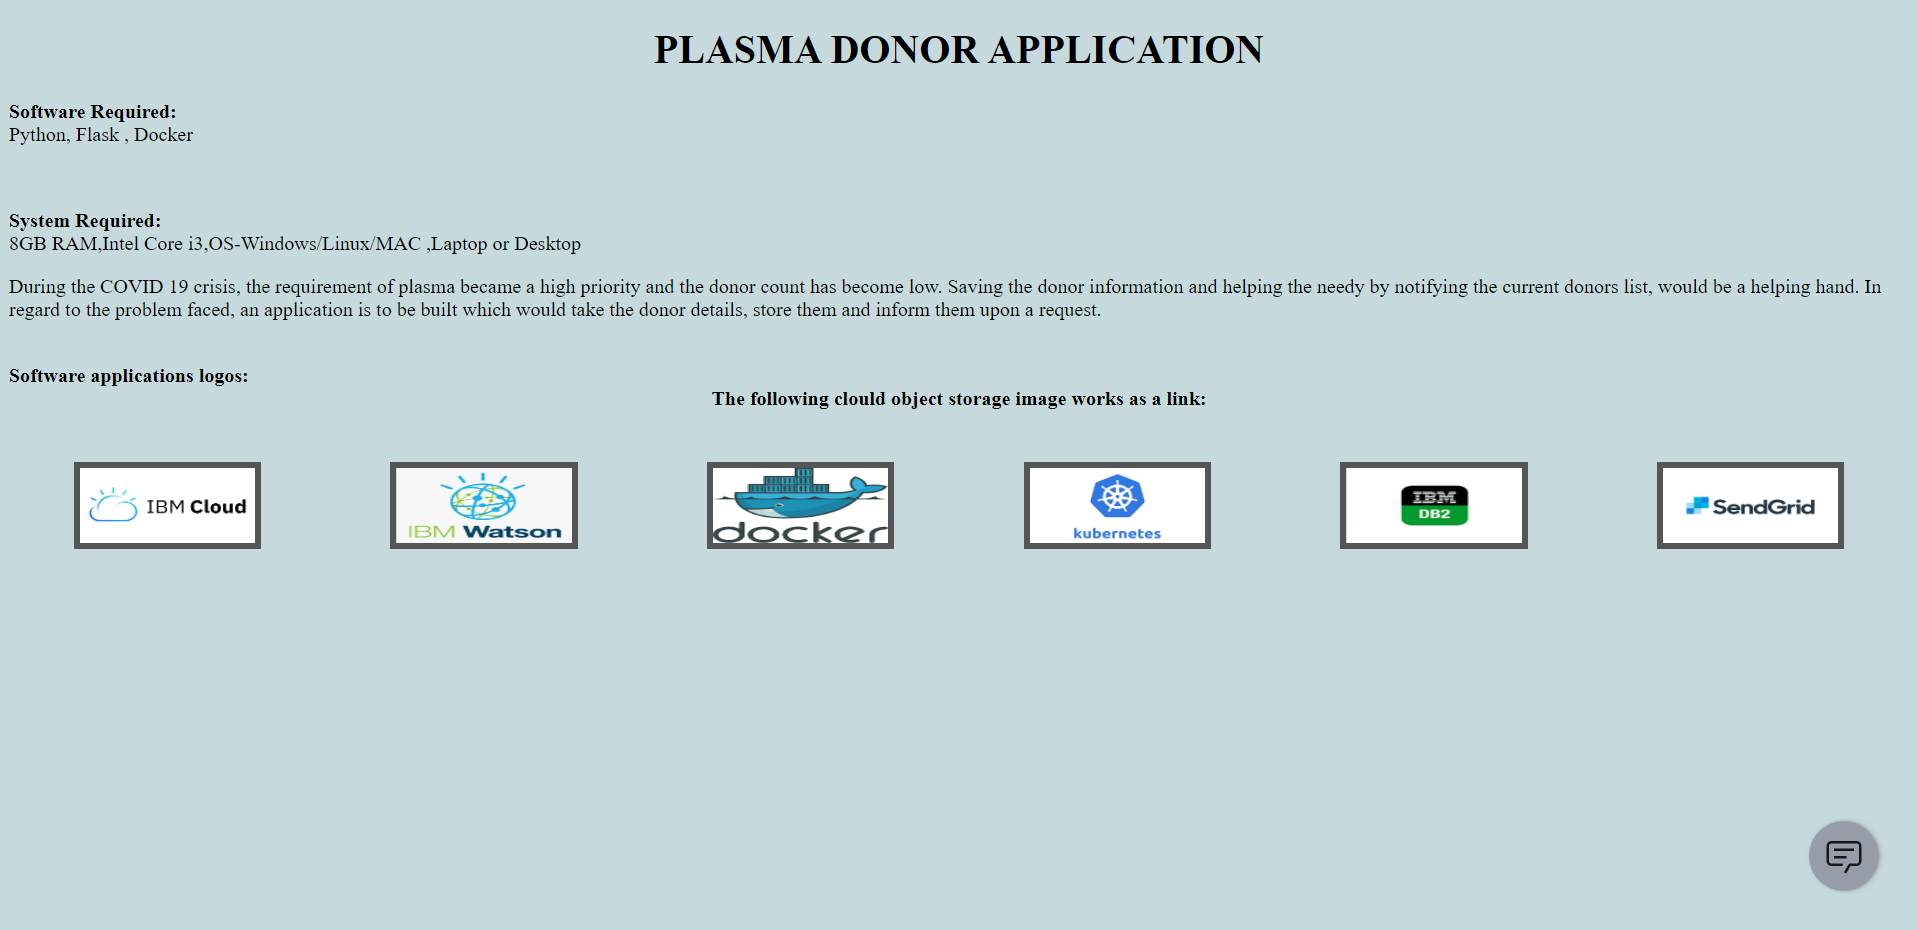 PLASMA DONOR APPLICATION
Software Required:
Python, Flask , Docker
System Required:
8GB RAM,Intel Core i3,OS-Windows/Linux/MAC ,Laptop or Desktop
During the COVID 19 crisis, the requirement of plasma became a high priority and the donor count has become low. Saving the donor information and helping the needy by notifying the current donors list, would be a helping hand. In
regard to the problem faced, an application is to be built which would take the donor details, store them and inform them upon a request.
Software applications logos:
The following clould object storage image works as a link:
IBM Cloud
IBM Watson
docker
kubernetes
IBM
DB2
SendGrid